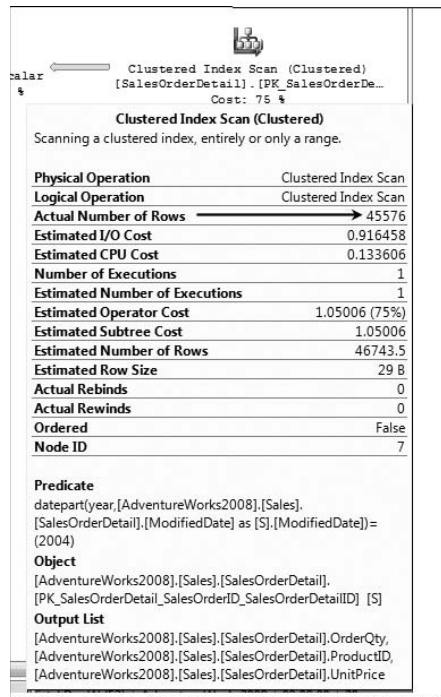 Clustered Index Scan (Clustered)
[SalesOrderDetail].[PK_SalesOrderDe...
Cost: 75 %
alar
%
Clustered Index Scan (Clustered)
Scanning a clustered index, entirely or only a range.
Physical Operation Clustered Index Scan
Logical Operation Clustered Index Scan
Actual Number of Rows 45576
Estimated I/O Cost 0.916458
Estimated CPU Cost 0.133606
Number of Executions 1
Estimated Number of Executions 1
Estimated Operator Cost 1.05006 (75%)
Estimated Subtree Cost 1.05006
Estimated Number of Rows 46743.5
Estimated Row Size 29 B
Actual Rebinds 0
Actual Rewinds 0
Ordered False
Node ID 7
Predicate
datepart(year,[AdventureWorks2008].[Sales].
[SalesOrderDetail].[ModifiedDate] as [S].[ModifiedDate])=
(2004)
Object
[AdventureWorks2008].[Sales].[SalesOrderDetail].
[PK_SalesOrderDetail_SalesOrderID_SalesOrderDetailID] [S]
Output List
[AdventureWorks2008].[Sales].[SalesOrderDetail].OrderQty,
[AdventureWorks2008].[Sales].[SalesOrderDetail].ProductID,
[AdventureWorks2008].[Sales].[SalesOrderDetail].UnitPrice